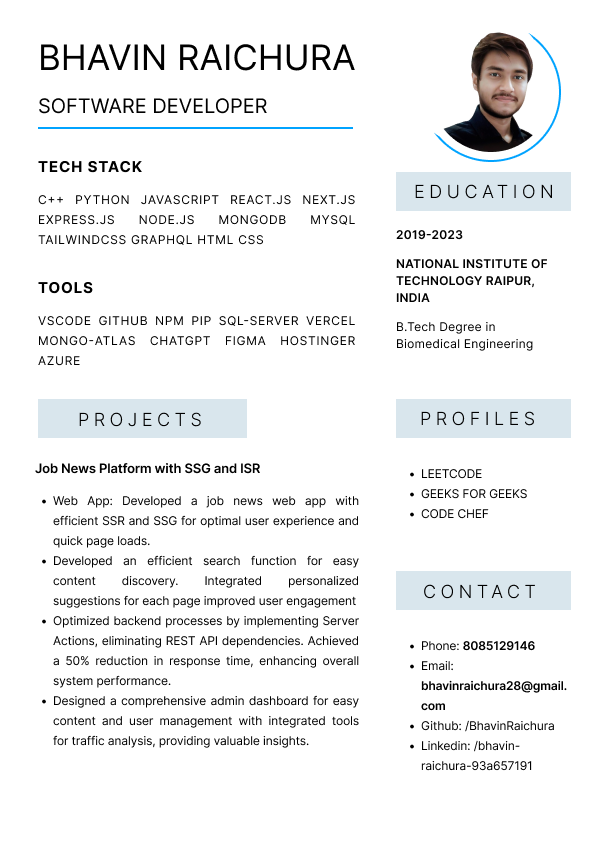 BHAVIN RAICHURA
SOFTWARE DEVELOPER
TECH STACK
C++ PYTHON JAVASCRIPT REACT.JS NEXT.JS
EXPRESS.JS NODE.JS MONGODB MYSQL
TAILWINDCSS GRAPHQL HTML CSS
TOOLS
VSCODE GITHUB NPM PIP SQL-SERVER VERCEL
MONGO-ATLAS CHATGPT FIGMA HOSTINGER
AZURE
PROJECTS
Job News Platform with SSG and ISR
• Web App: Developed a job news web app with
efficient SSR and SSG for optimal user experience and
quick page loads.
• Developed an efficient search function for easy
content discovery. Integrated personalized
suggestions for each page improved user engagement
• Optimized backend processes by implementing Server
Actions, eliminating REST API dependencies. Achieved
a 50% reduction in response time, enhancing overall
system performance.
• Designed a comprehensive admin dashboard for easy
content and user management with integrated tools
for traffic analysis, providing valuable insights.
EDUCATION
2019-2023
NATIONAL INSTITUTE OF
TECHNOLOGY RAIPUR,
INDIA
B.Tech Degree in
Biomedical Engineering
PROFILES
• LEETCODE
• GEEKS FOR GEEKS
• CODE CHEF
CONTACT
• Phone: 8085129146
• Email:
bhavinraichura28@gmail.
com
• Github: /BhavinRaichura
• Linkedin: /bhavin-
raichura-93a657191